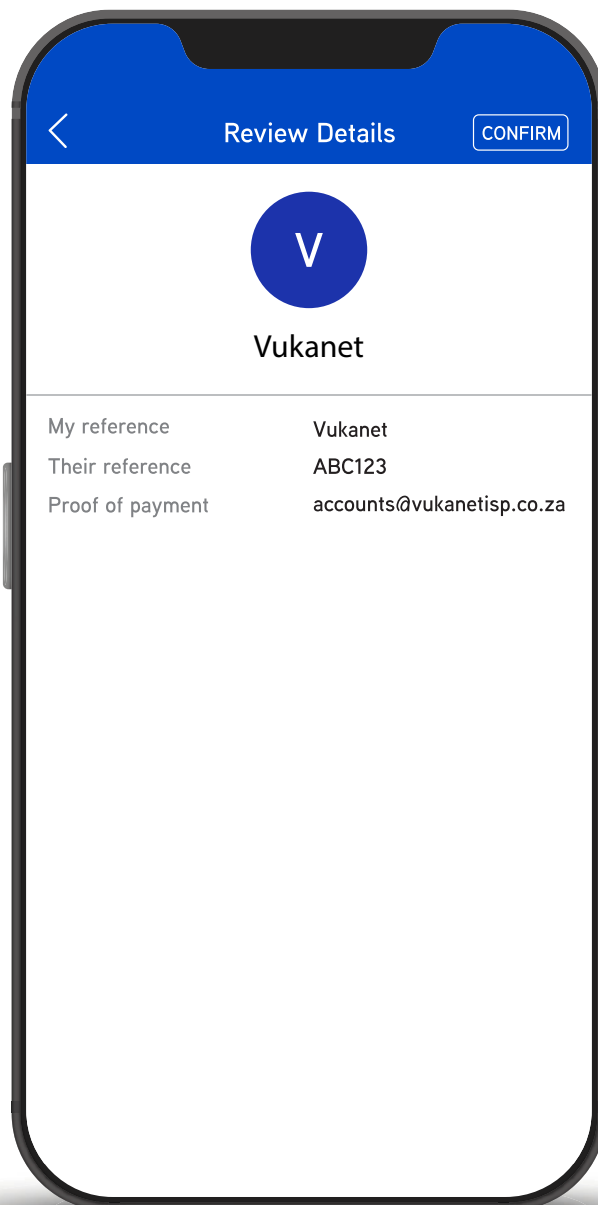 Review Details CONFIRM
V
Vukanet
My reference Vukanet
Their reference ABC123
Proof of payment accounts@vukanetisp.co.za